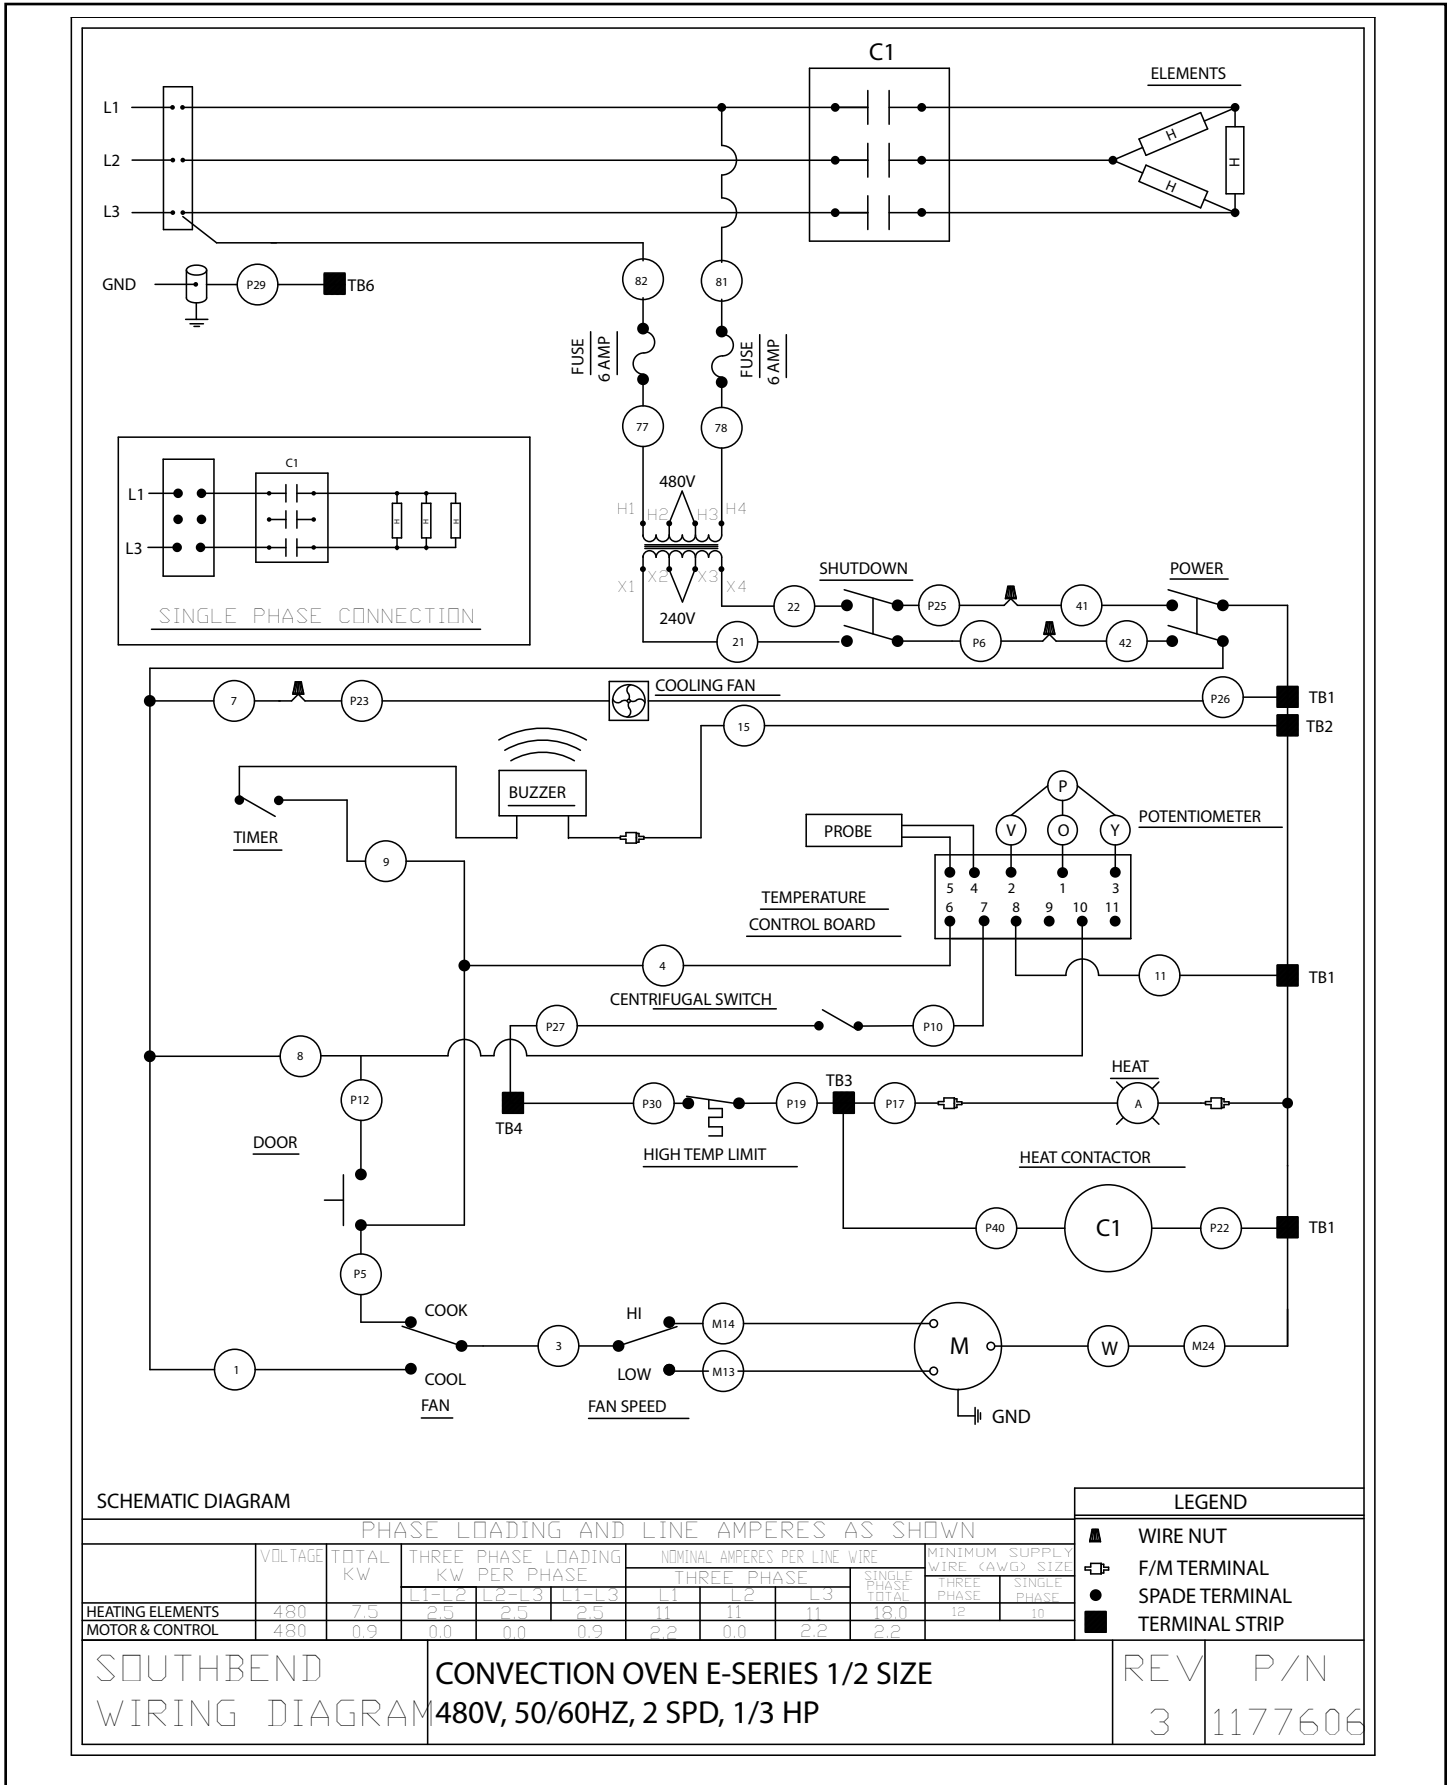 C1
ELEMENTS
L1
H
H
L2
H
L3
GND
P29
TB6
82
81
FUSE
6 AMP
FUSE
6 AMP
77
78
C1
L1
H
H
H
L3
SINGLE PHASE CONNECTION
480V
H1
H2
H3
H4
X1
X2
X3
X4
240V
SHUTDOWN
POWER
22
P25
41
21
P6
42
7
P23
COOLING FAN
P26
TB1
15
TB2
BUZZER
TIMER
9
P
V
O
Y
POTENTIOMETER
PROBE
5 4 2 1 3
6 7 8 9 10 11
TEMPERATURE
CONTROL BOARD
4
11
TB1
CENTRIFUGAL SWITCH
P27
P10
8
P12
DOOR
TB4
P30
P19
TB3
P17
HEAT
A
HIGH TEMP LIMIT
HEAT CONTACTOR
P40
C1
P22
TB1
P5
COOK
COOL
FAN
1
3
HI
LOW
FAN SPEED
M14
M13
M
W
M24
GND
SCHEMATIC DIAGRAM
LEGEND
WIRE NUT
F/M TERMINAL
SPADE TERMINAL
TERMINAL STRIP
PHASE LOADING AND LINE AMPERES AS SHOWN
VOLTAGE
TOTAL
KW
THREE PHASE LOADING
KW PER PHASE
NOMINAL AMPERES PER LINE WIRE
MINIMUM SUPPLY
WIRE (AWG) SIZE
THREE PHASE
SINGLE
PHASE
TOTAL
THREE
PHASE
SINGLE
PHASE
L1-L2 L2-L3 L1-L3 L1 L2 L3
HEATING ELEMENTS 480 7.5 2.5 2.5 2.5 11 11 11 18.0 12 10
MOTOR & CONTROL 480 0.9 0.0 0.0 0.9 2.2 0.0 2.2 2.2
SOUTHBEND
WIRING DIAGRAM
CONVECTION OVEN E-SERIES 1/2 SIZE
480V, 50/60HZ, 2 SPD, 1/3 HP
REV
3
P/N
1177606